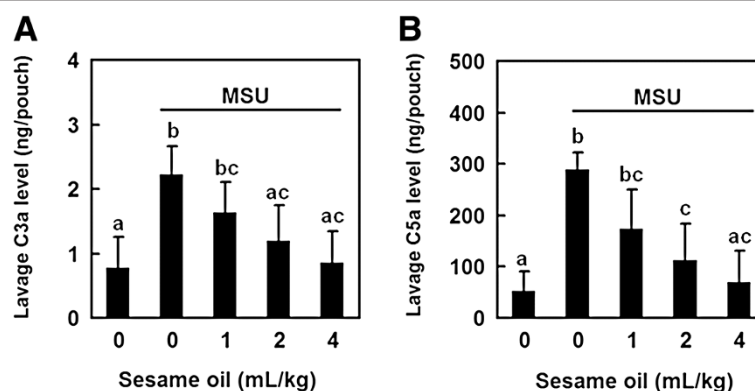 A
Lavage C3a level (ng/pouch)
4
3
2
1
0
MSU
a
b
bc
ac
ac
0 0 1 2 4
Sesame oil (mL/kg)
B
Lavage C5a level (ng/pouch)
500
400
300
200
100
0
MSU
a
b
bc
c
ac
0 0 1 2 4
Sesame oil (mL/kg)